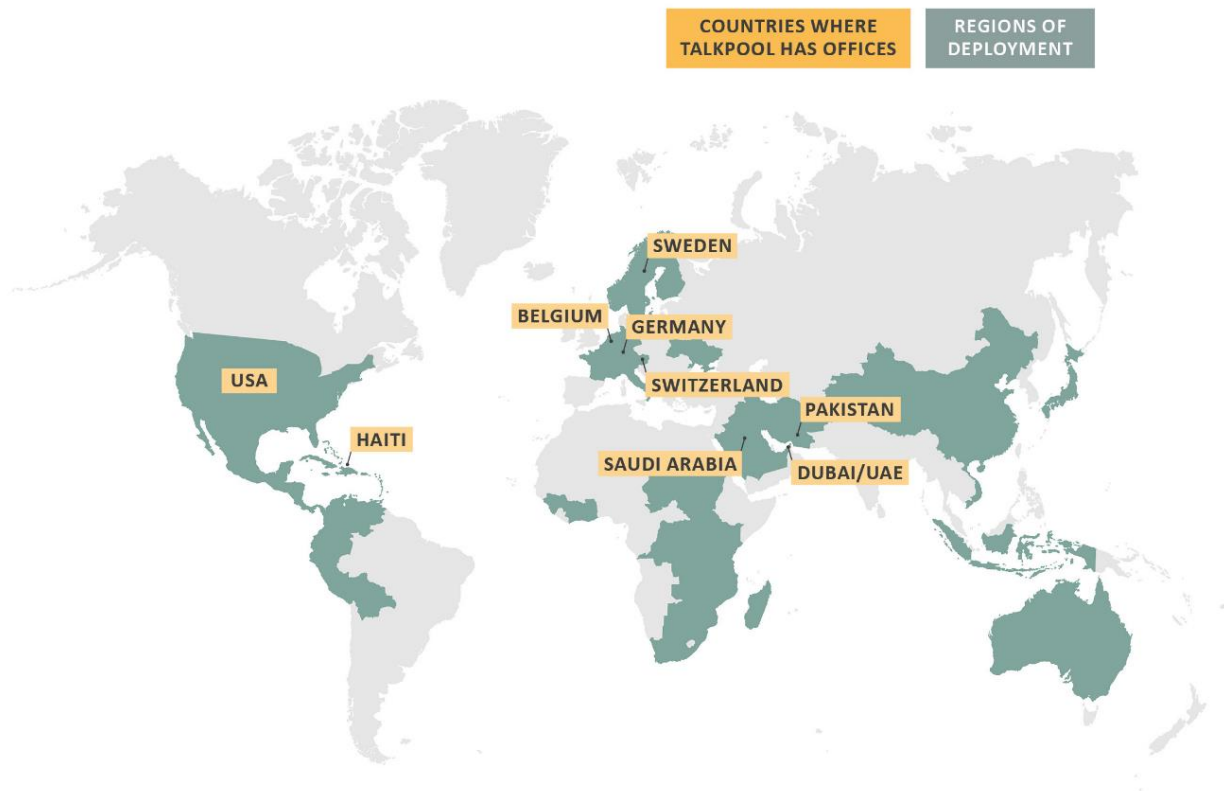 COUNTRIES WHERE
TALKPOOL HAS OFFICES
REGIONS OF
DEPLOYMENT
SWEDEN
BELGIUM
GERMANY
USA
SWITZERLAND
PAKISTAN
HAITI
SAUDI ARABIA
DUBAI/UAE